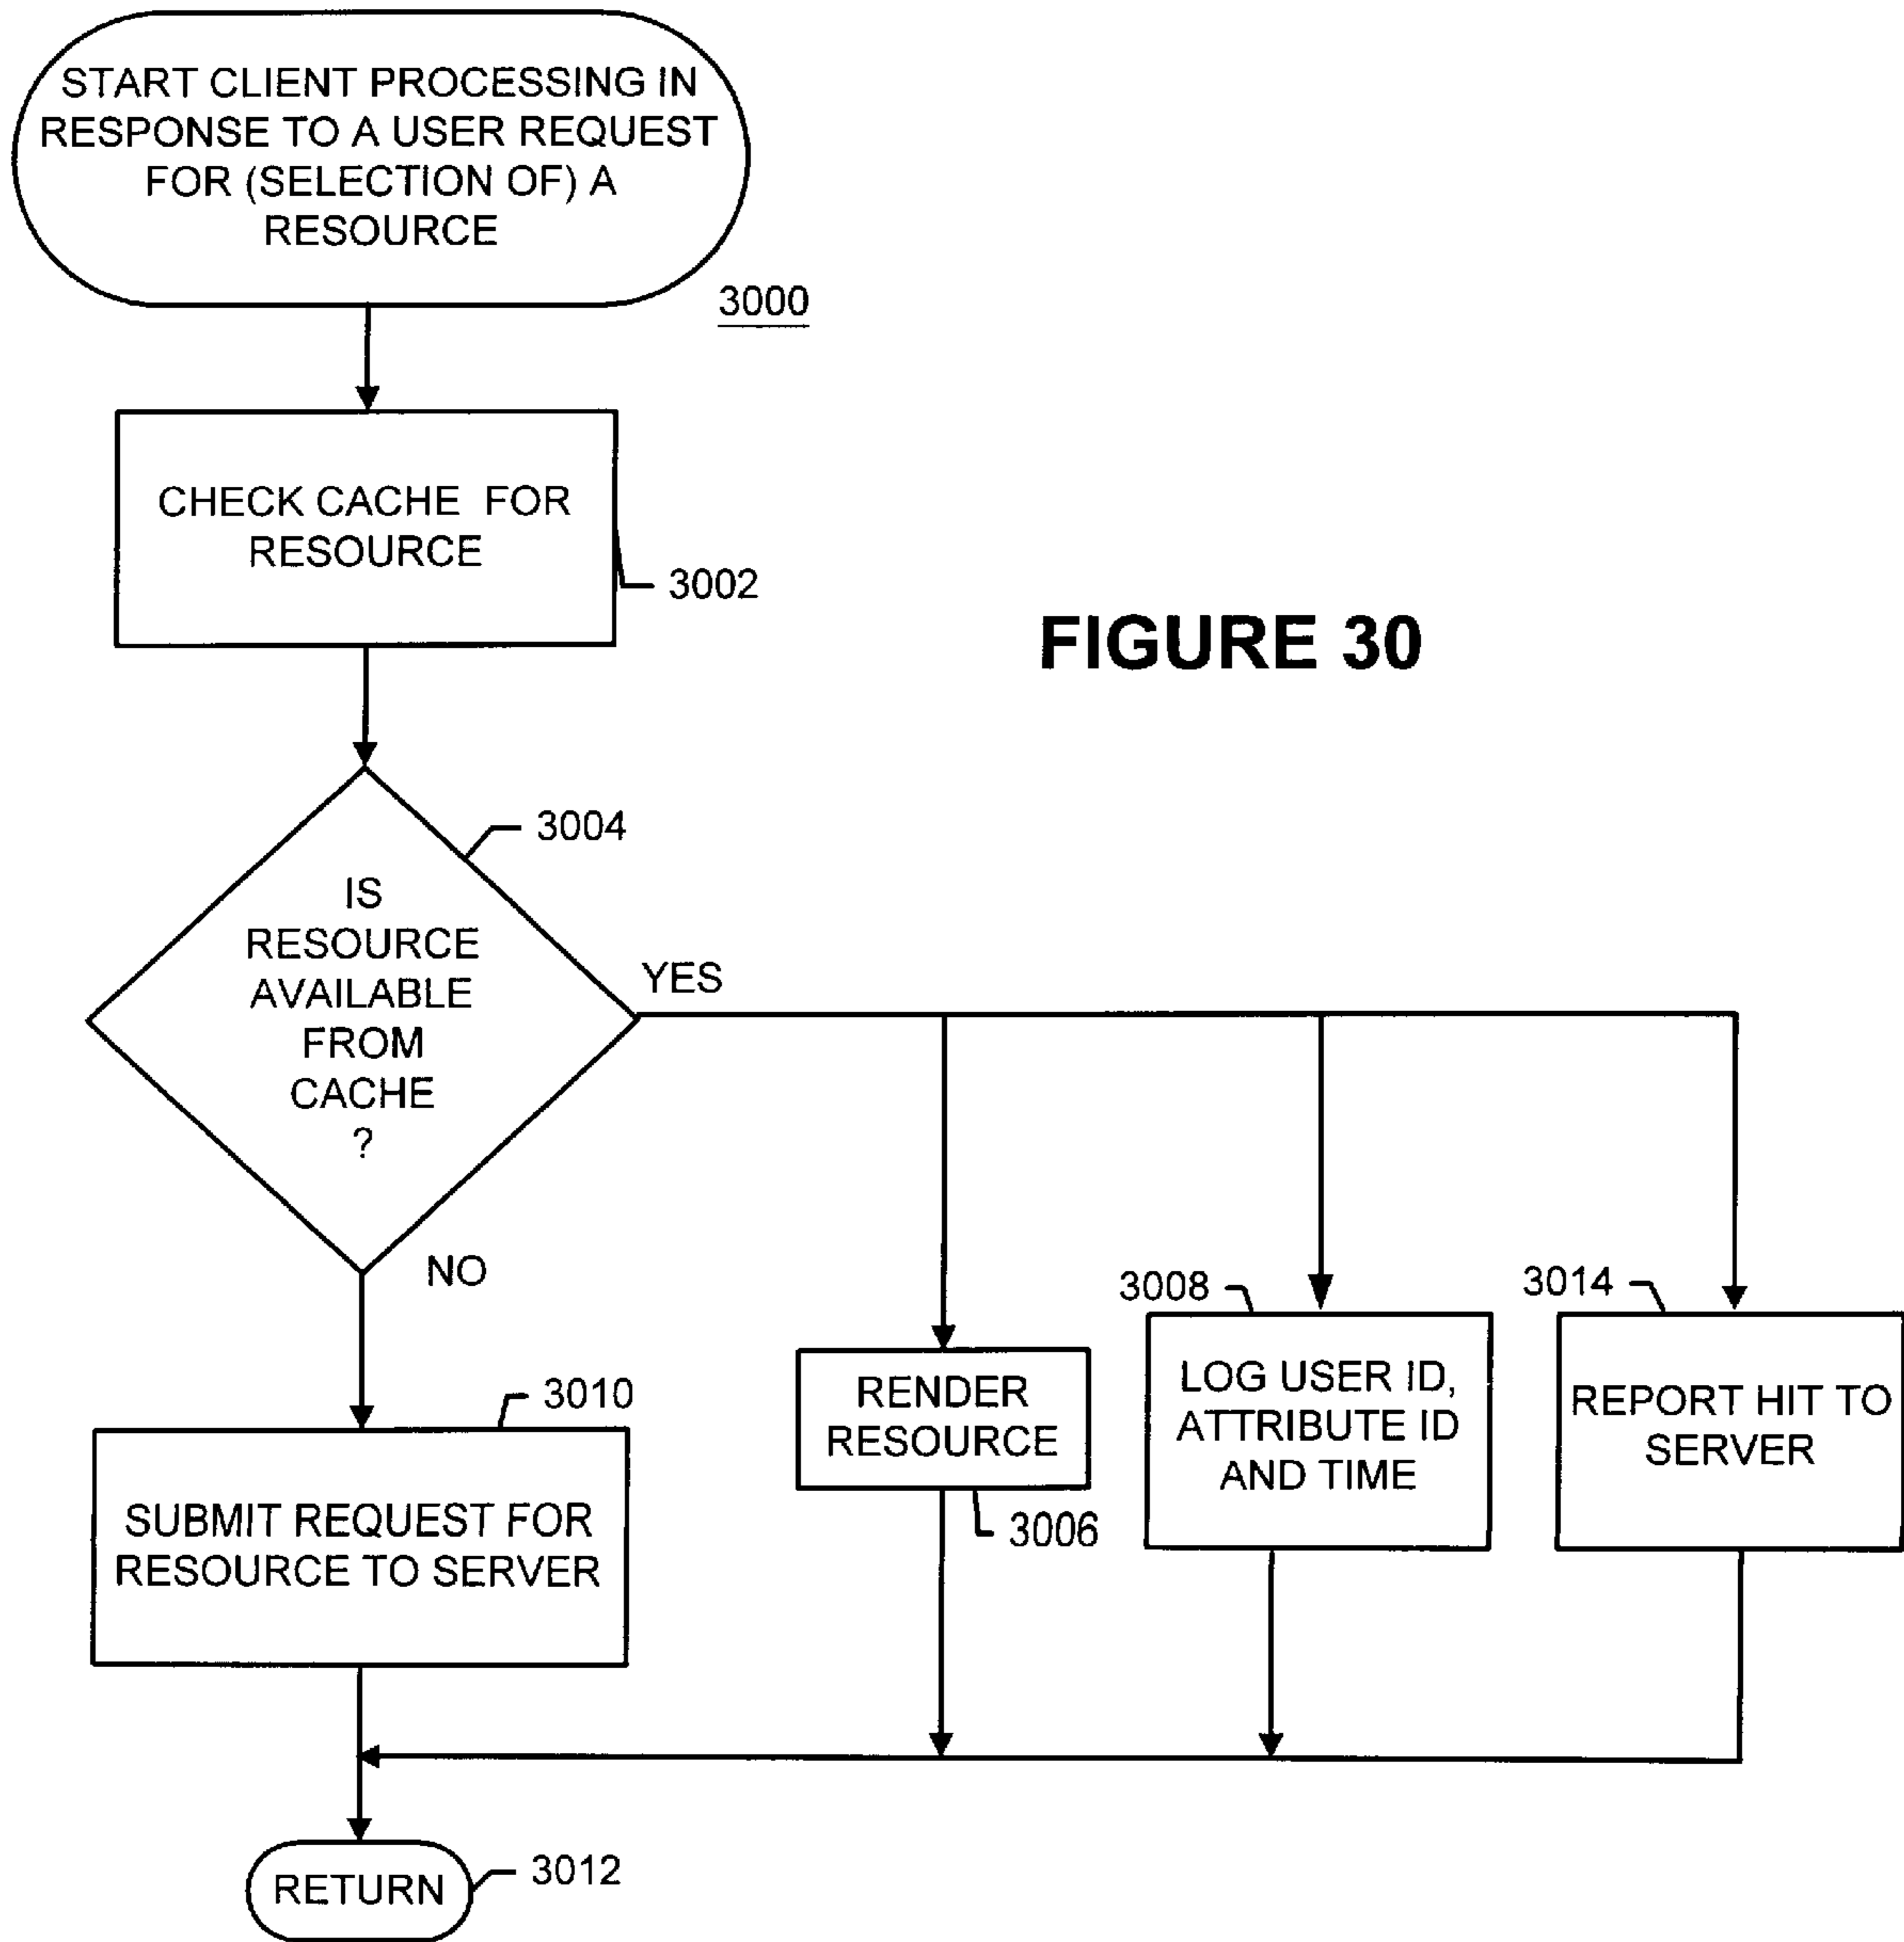 START CLIENT PROCESSING IN
RESPONSE TO A USER REQUEST
FOR (SELECTION OF) A
RESOURCE
3000
CHECK CACHE FOR
RESOURCE
3002
FIGURE 30
3004
IS
RESOURCE
AVAILABLE
FROM
CACHE
?
YES
NO
3010
SUBMIT REQUEST FOR
RESOURCE TO SERVER
RENDER
RESOURCE
3006
3008
LOG USER ID,
ATTRIBUTE ID
AND TIME
3014
REPORT HIT TO
SERVER
RETURN
3012